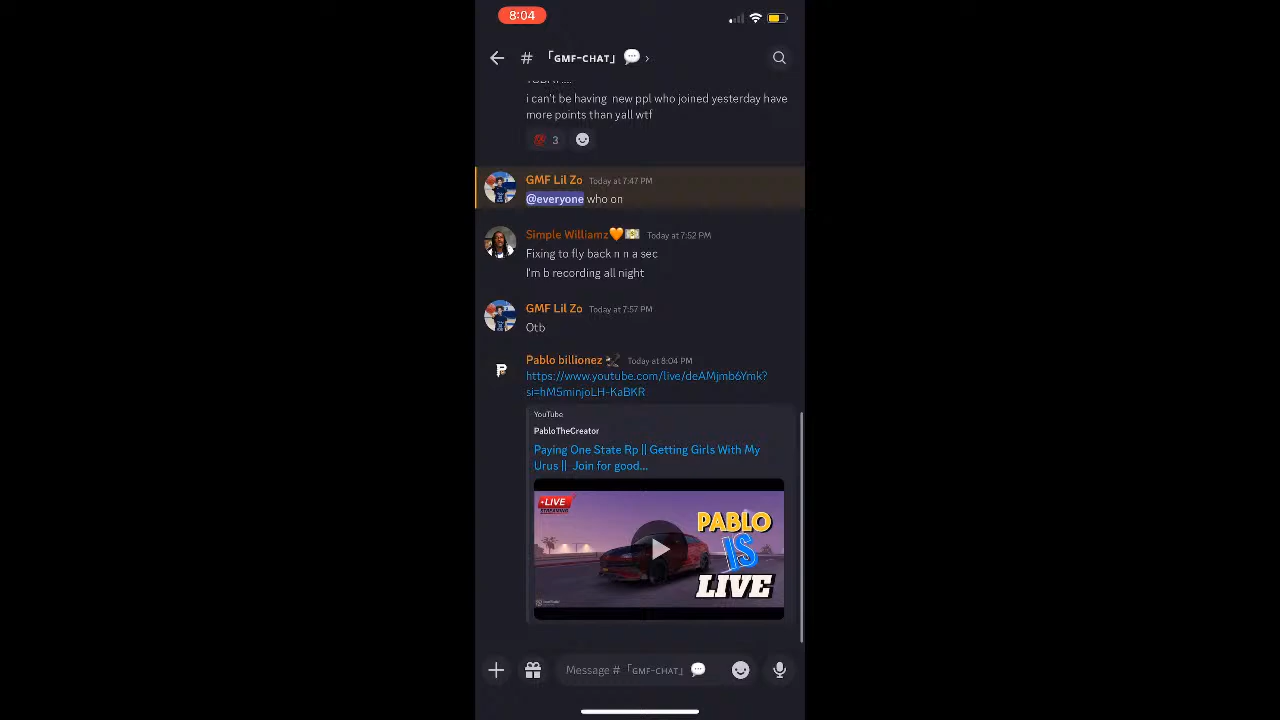 8:04
# 「GMF-CHAT」 💬 ›
i can't be having new ppl who joined yesterday have
more points than yall wtf
💯 3
GMF Lil Zo Today at 7:47 PM
@everyone who on
Simple Williamz🧡💵 Today at 7:52 PM
Fixing to fly back n n a sec
I'm b recording all night
GMF Lil Zo Today at 7:57 PM
Otb
Pablo billionez Today at 8:04 PM
https://www.youtube.com/live/deAMjmb6Ymk?
si=hM5minjoLH-KaBKR
YouTube
PabloTheCreator
Paying One State Rp || Getting Girls With My
Urus || Join for good...
LIVE
STREAMING
PABLO
IS
LIVE
Message # 「GMF-CHAT」 💬